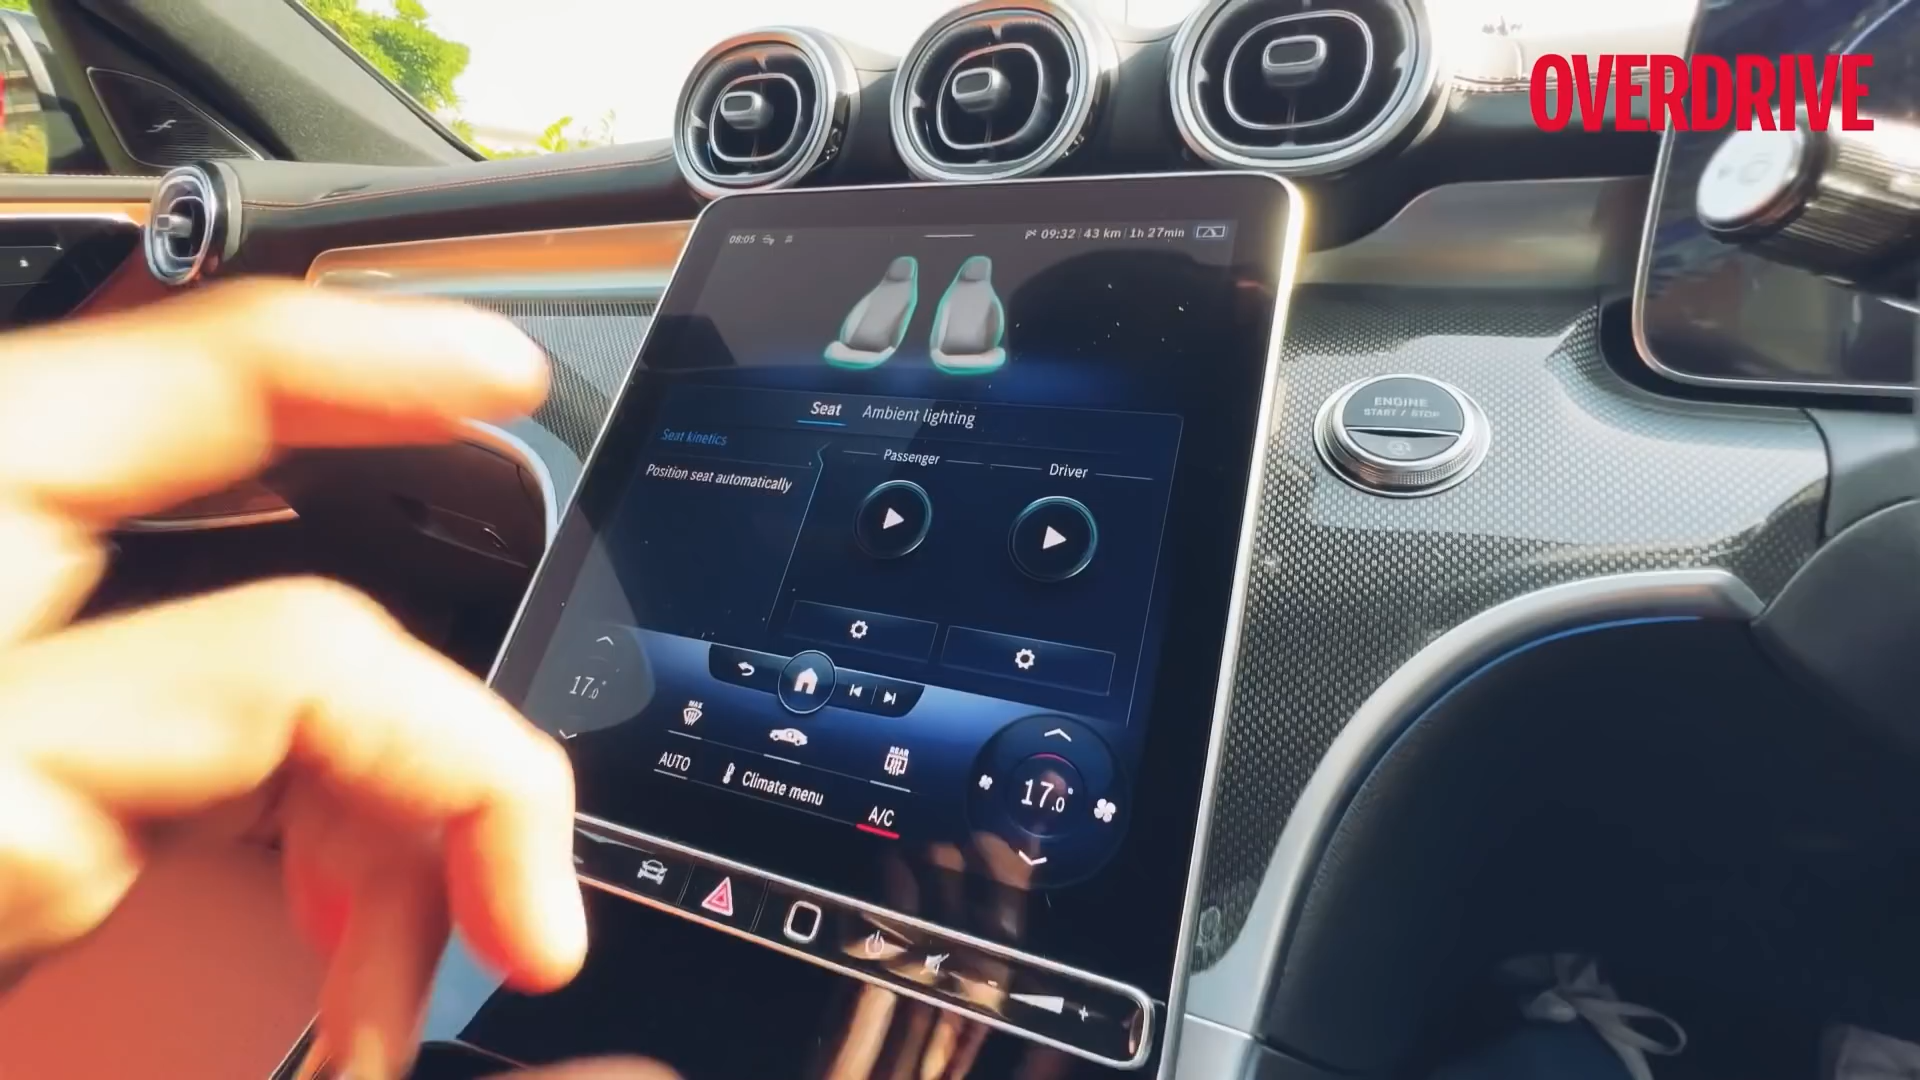 OVERDRIVE
08:05
09:32 | 43 km | 1h 27min
Seat
Ambient lighting
Seat kinetics
Position seat automatically
Passenger
Driver
ENGINE
START / STOP
17.0°
MAX
REAR
AUTO
Climate menu
A/C
17.0°
- +